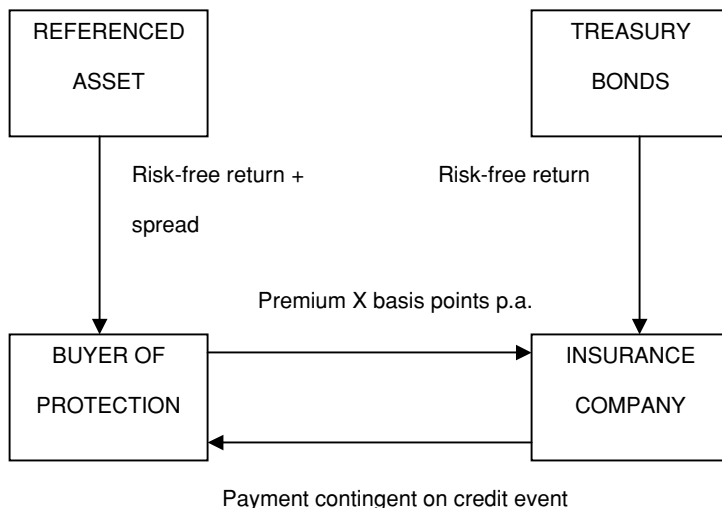 REFERENCED
ASSET
TREASURY
BONDS
Risk-free return +
spread
Risk-free return
Premium X basis points p.a.
BUYER OF
PROTECTION
INSURANCE
COMPANY
Payment contingent on credit event